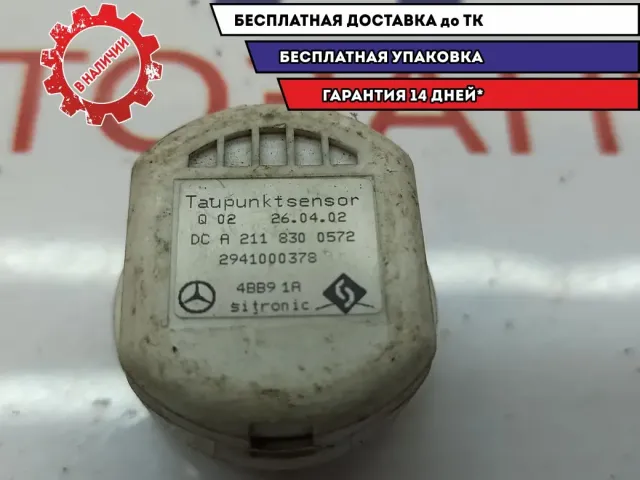 БЕСПЛАТНАЯ ДОСТАВКА до ТК
БЕСПЛАТНАЯ УПАКОВКА
ГАРАНТИЯ 14 ДНЕЙ*
В НАЛИЧИИ
Taupunktsensor
Q 02 26.04.02
DC A 211 830 0572
2941000378
4BB9 1A
sitronic